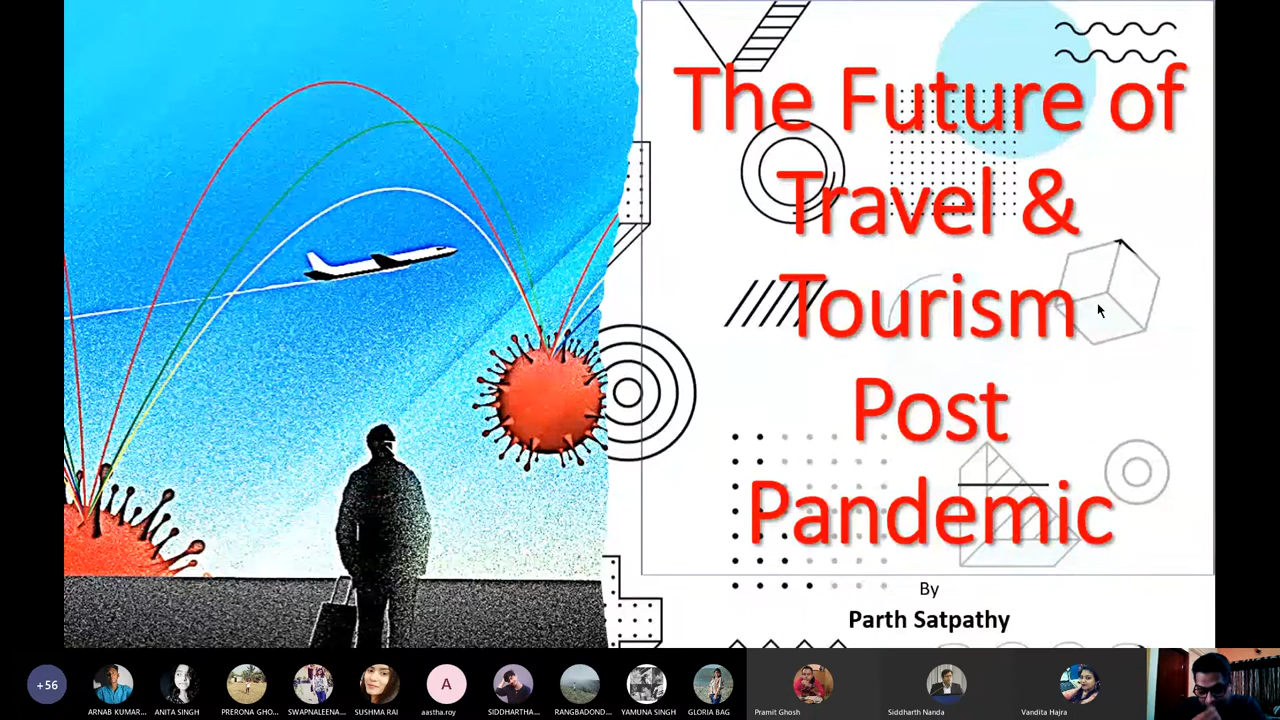 The Future of
Travel &
Tourism
Post
Pandemic
By
Parth Satpathy
+56
ARNAB KUMAR...
ANITA SINGH
PRERONA GHO...
SWAPNALEENA...
SUSHMA RAI
A
aastha.roy
SIDDHARTHA...
RANGBADOND...
YAMUNA SINGH
GLORIA BAG
Pramit Ghosh
Siddharth Nanda
Vandita Hajra